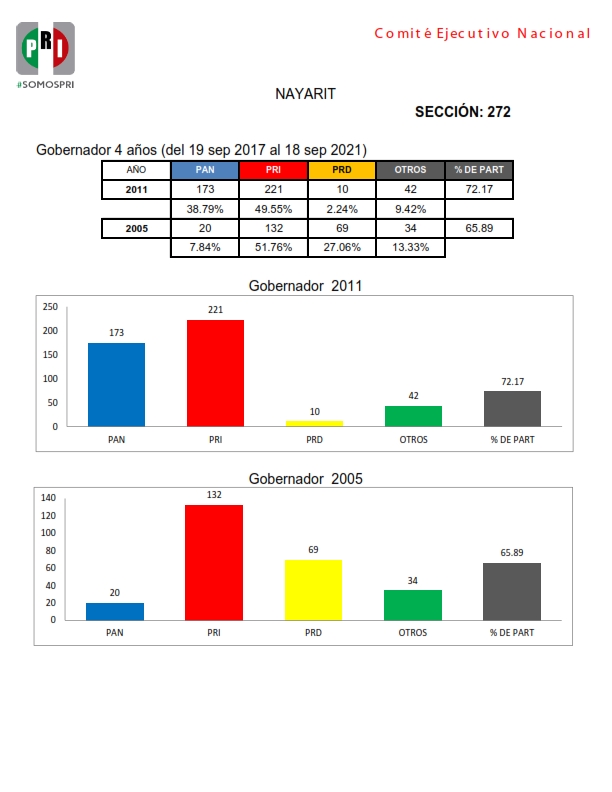 Comité Ejecutivo Nacional
PRI
#SOMOSPRI
NAYARIT
SECCIÓN: 272
Gobernador 4 años (del 19 sep 2017 al 18 sep 2021)
AÑO PAN PRI PRD OTROS % DE PART
2011 173 221 10 42 72.17
38.79% 49.55% 2.24% 9.42%
2005 20 132 69 34 65.89
7.84% 51.76% 27.06% 13.33%
Gobernador 2011
250
200
150
100
50
0
173 221 10 42 72.17
PAN PRI PRD OTROS % DE PART
Gobernador 2005
140
120
100
80
60
40
20
0
20 132 69 34 65.89
PAN PRI PRD OTROS % DE PART